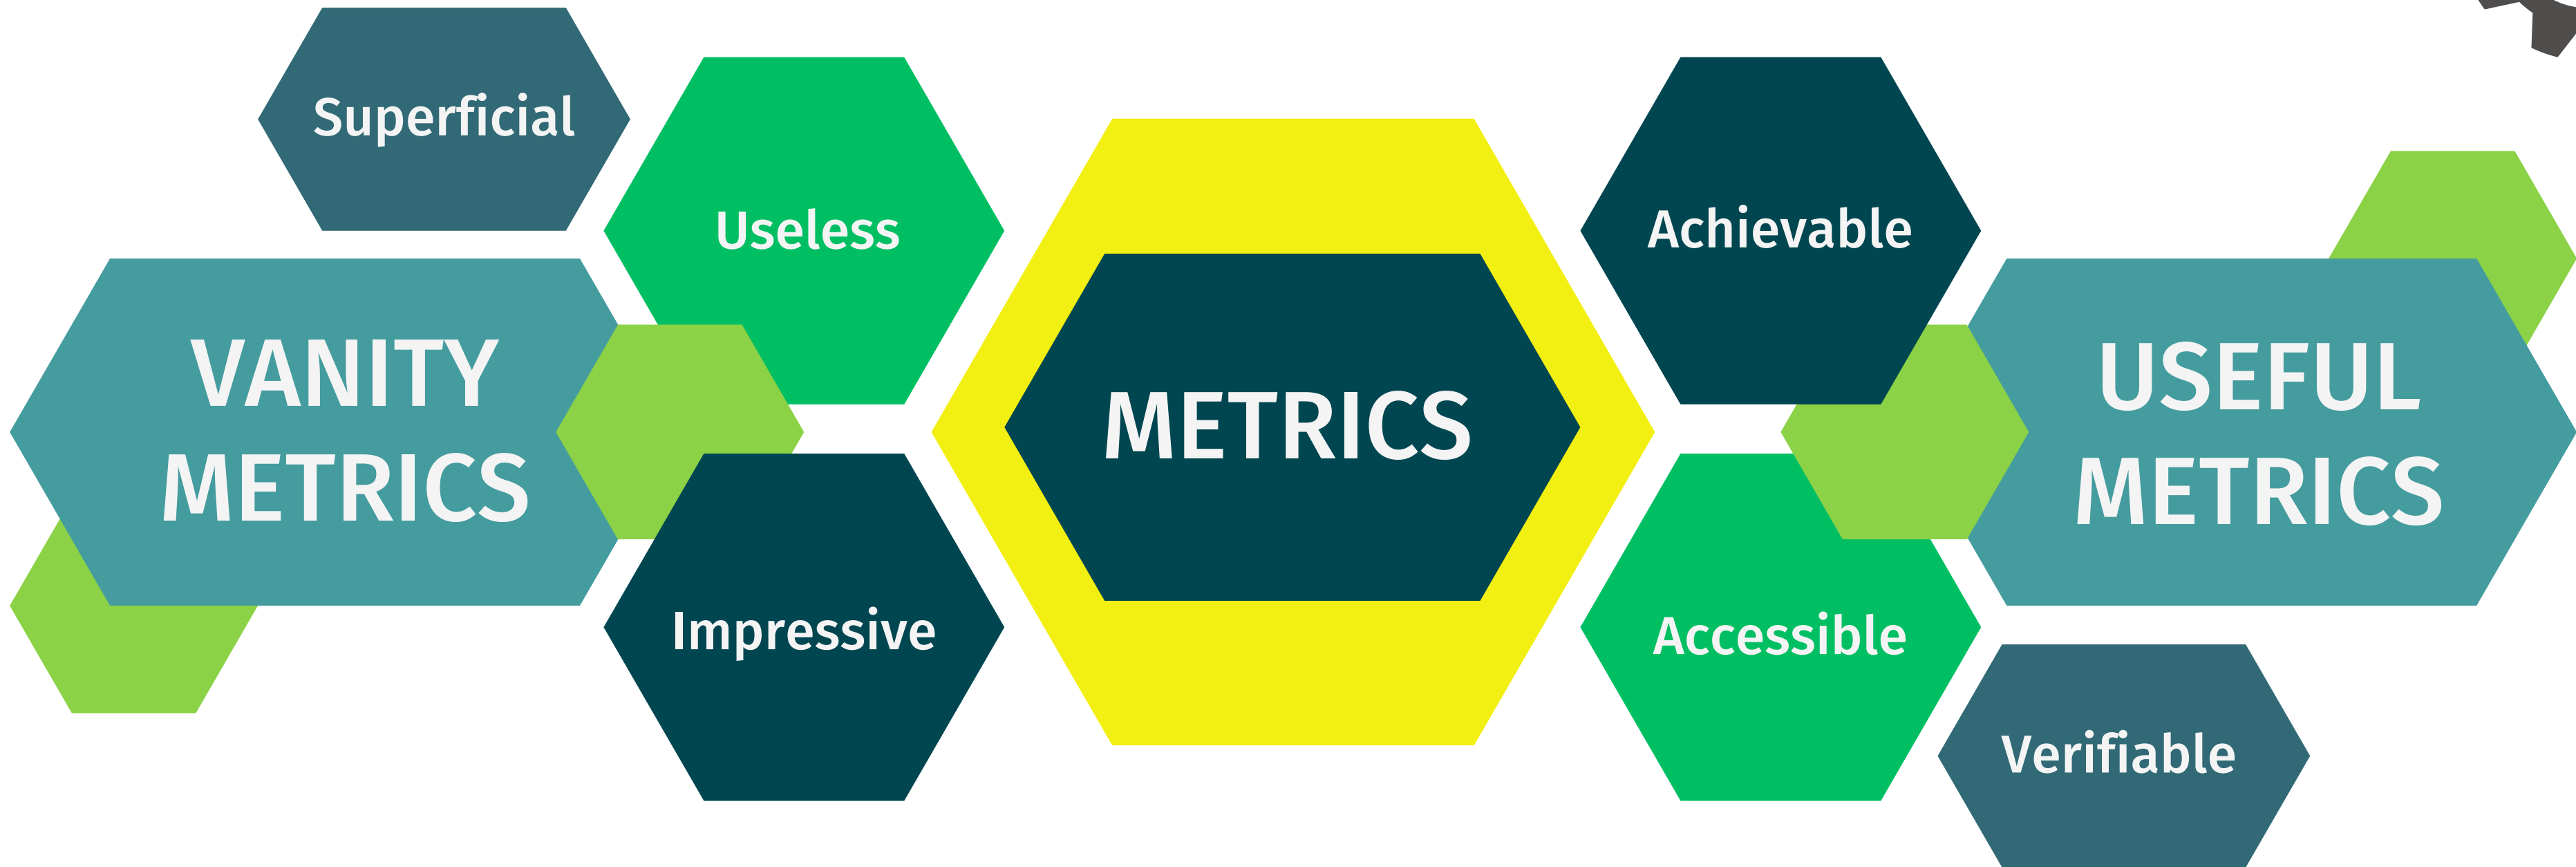 Superficial
Useless
VANITY
METRICS
Impressive
METRICS
Achievable
USEFUL
METRICS
Accessible
Verifiable